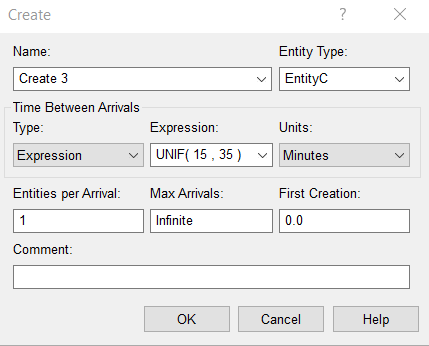 Create ?
Name: Entity Type:
Create 3 EntityC
Time Between Arrivals
Type: Expression: Units:
Expression UNIF( 15 , 35 ) Minutes
Entities per Arrival: Max Arrivals: First Creation:
1 Infinite 0.0
Comment:
OK Cancel Help